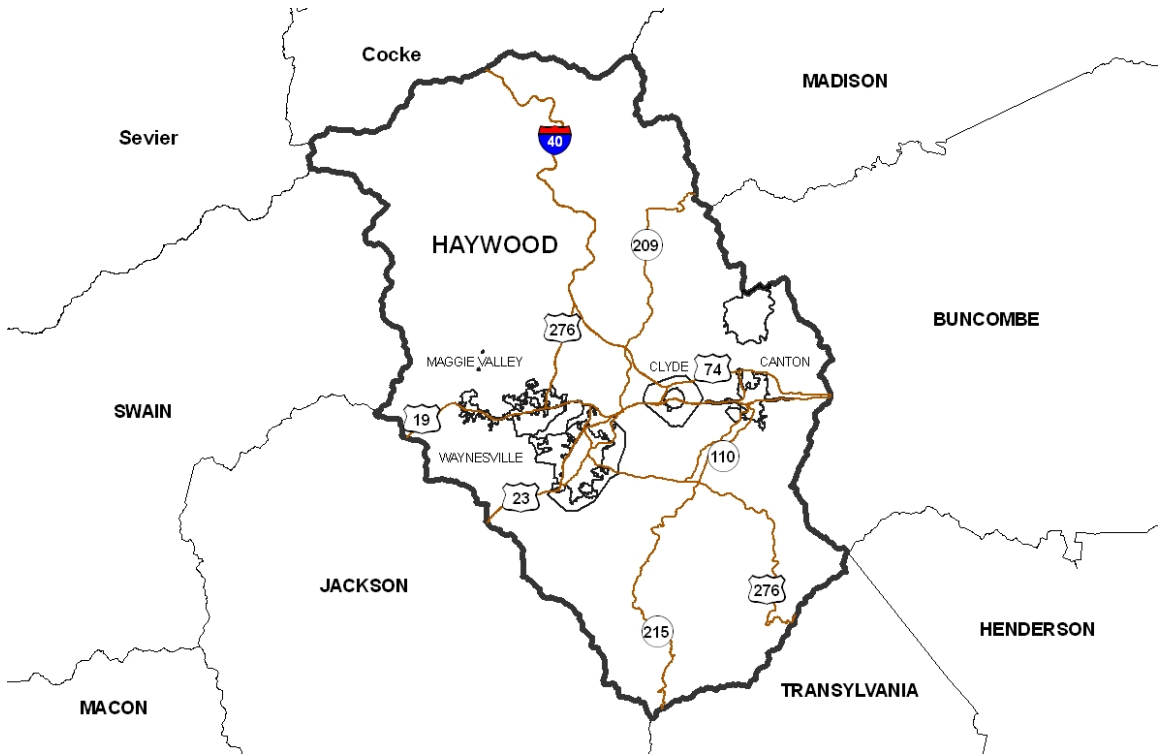 Cocke
MADISON
Sevier
40
HAYWOOD
209
276
BUNCOMBE
MAGGIE VALLEY
CLYDE
74
CANTON
SWAIN
19
WAYNESVILLE
110
23
JACKSON
276
215
HENDERSON
TRANSYLVANIA
MACON